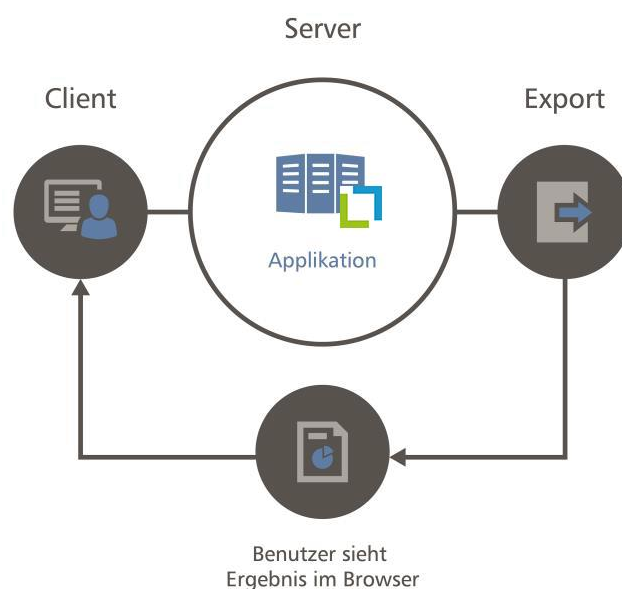 Server
Client
Export
Applikation
Benutzer sieht
Ergebnis im Browser